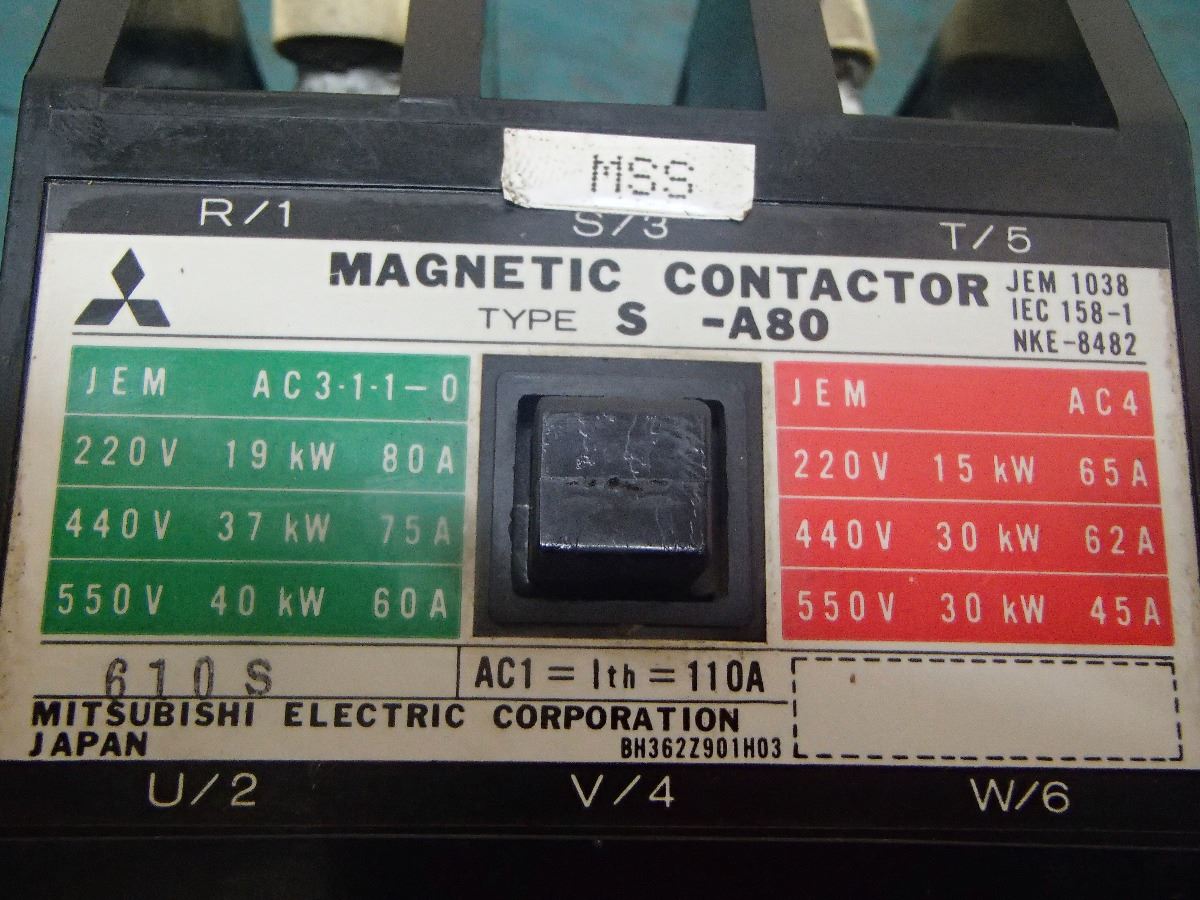 MSS
R/1 S/3 T/5
MAGNETIC CONTACTOR
TYPE S -A80
JEM 1038
IEC 158-1
NKE-8482
JEM AC3·1·1-0
220V 19 kW 80A
440V 37 kW 75A
550V 40 kW 60A
JEM AC4
220V 15 kW 65A
440V 30 kW 62A
550V 30 kW 45A
610S
AC1 = Ith = 110A
MITSUBISHI ELECTRIC CORPORATION
JAPAN
BH362Z901H03
U/2 V/4 W/6